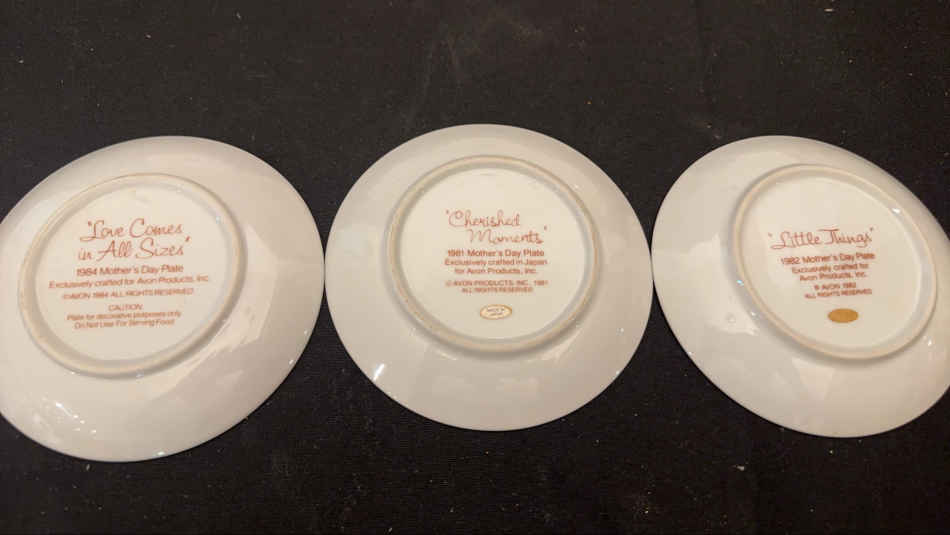 "Love Comes
in All Sizes"
1984 Mother's Day Plate
Exclusively crafted for Avon Products, Inc.
©AVON 1984 ALL RIGHTS RESERVED
CAUTION:
Plate for decorative purposes only.
Do Not Use For Serving Food
"Cherished
Moments"
1981 Mother's Day Plate
Exclusively crafted in Japan
for Avon Products, Inc.
© AVON PRODUCTS, INC. 1981
ALL RIGHTS RESERVED
MADE IN
JAPAN
"Little Things"
1982 Mother's Day Plate
Exclusively crafted for
Avon Products, Inc.
© AVON 1982
ALL RIGHTS RESERVED